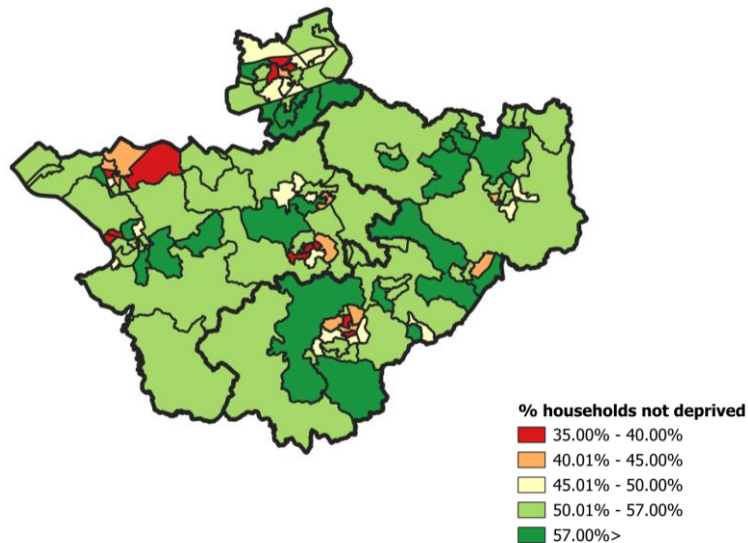 % households not deprived
35.00% - 40.00%
40.01% - 45.00%
45.01% - 50.00%
50.01% - 57.00%
57.00%>